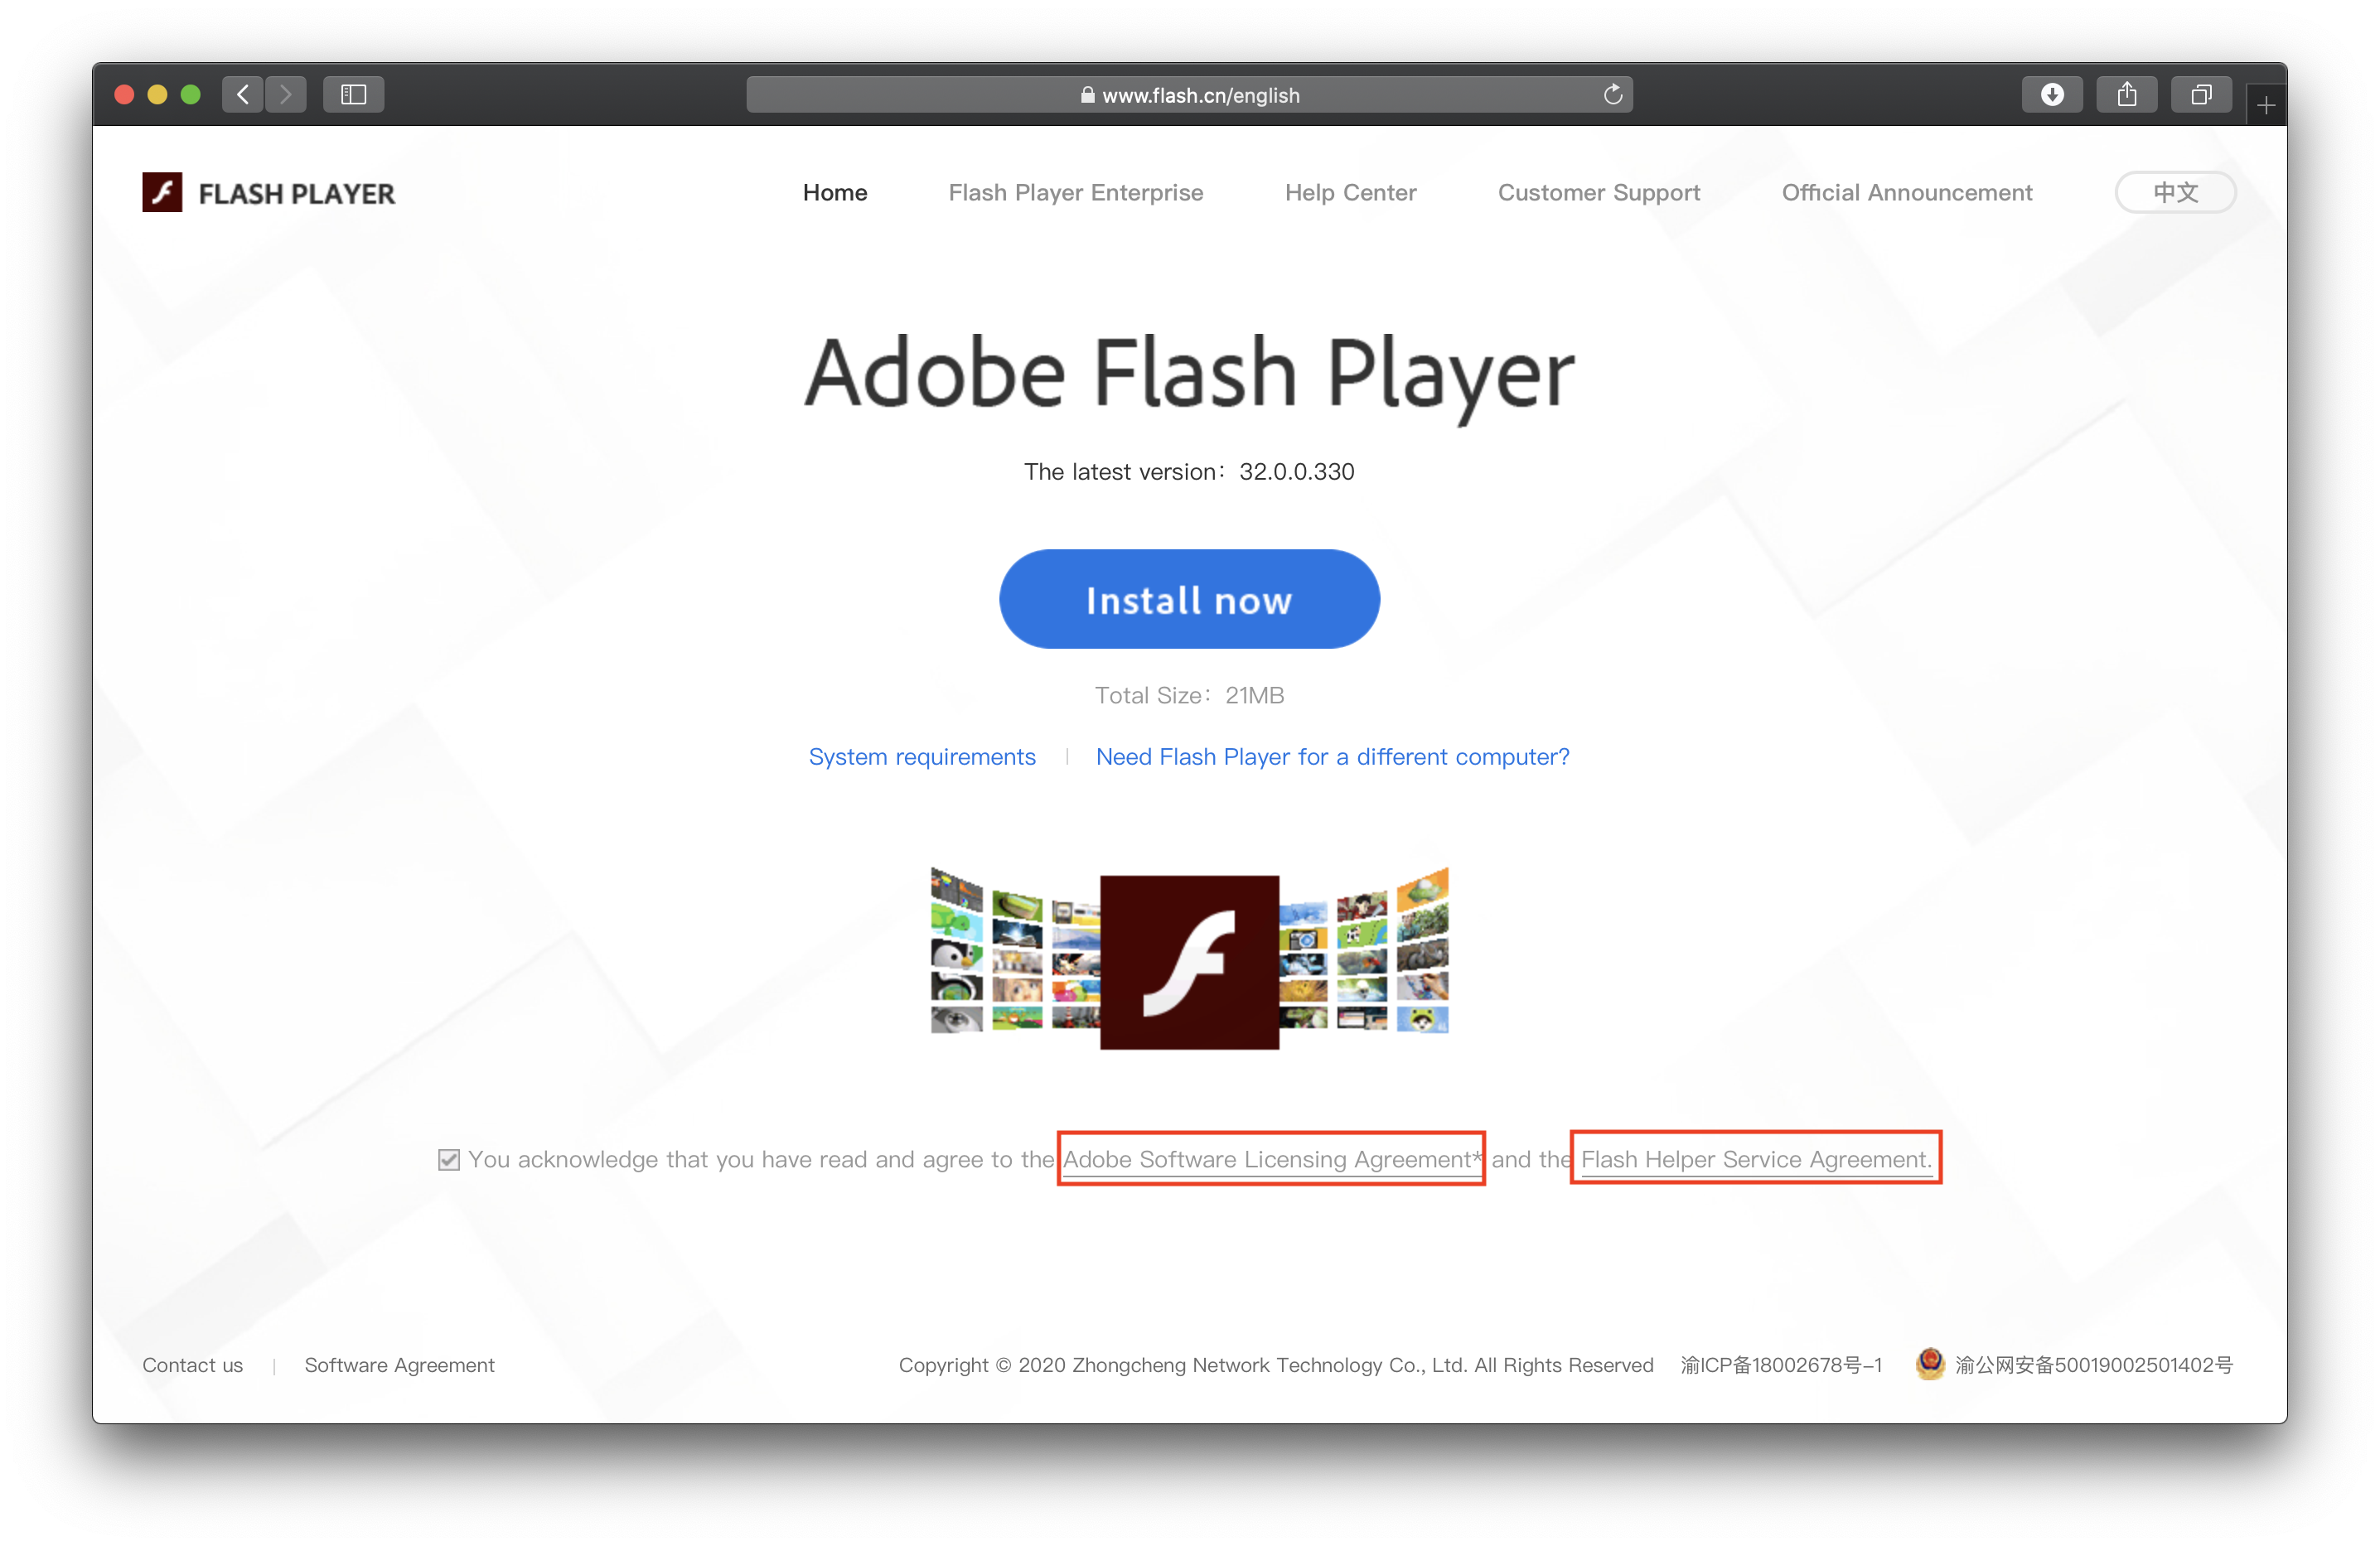 www.flash.cn/english
FLASH PLAYER
Home
Flash Player Enterprise
Help Center
Customer Support
Official Announcement
中文
Adobe Flash Player
The latest version：32.0.0.330
Install now
Total Size：21MB
System requirements
Need Flash Player for a different computer?
You acknowledge that you have read and agree to the Adobe Software Licensing Agreement* and the Flash Helper Service Agreement.
Contact us
Software Agreement
Copyright © 2020 Zhongcheng Network Technology Co., Ltd. All Rights Reserved
渝ICP备18002678号-1
渝公网安备50019002501402号